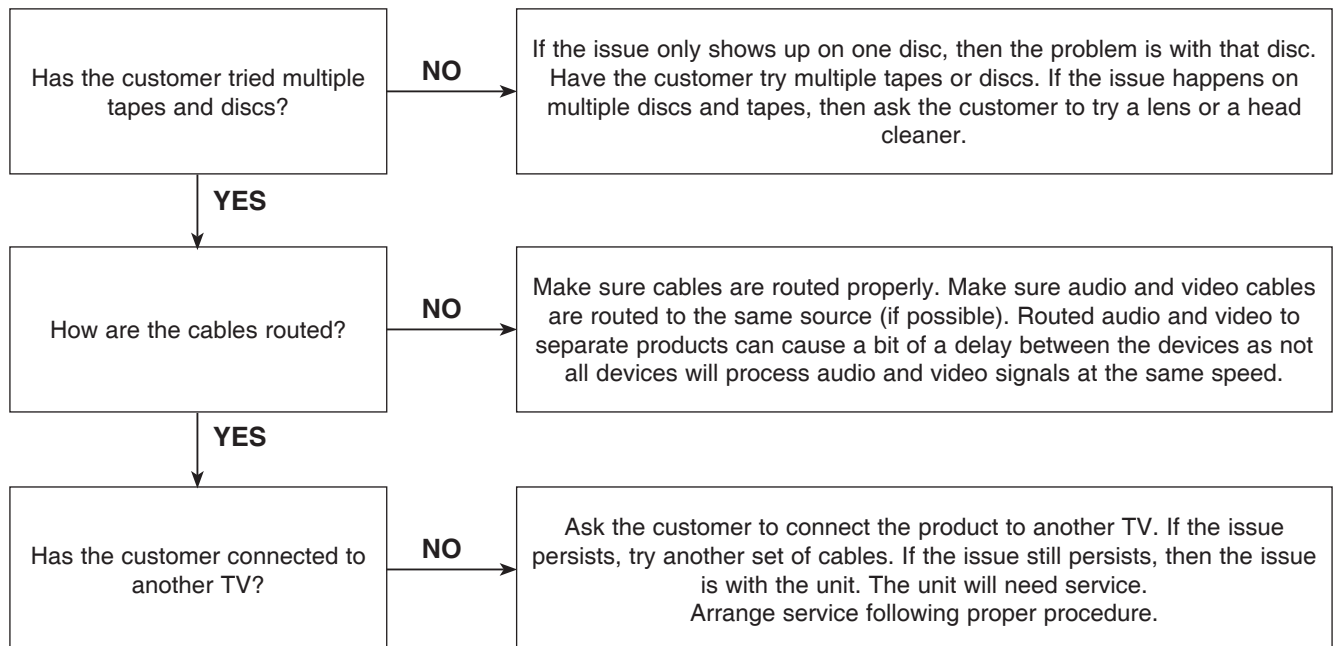 Has the customer tried multiple
tapes and discs?
NO
If the issue only shows up on one disc, then the problem is with that disc.
Have the customer try multiple tapes or discs. If the issue happens on
multiple discs and tapes, then ask the customer to try a lens or a head
cleaner.
YES
How are the cables routed?
NO
Make sure cables are routed properly. Make sure audio and video cables
are routed to the same source (if possible). Routed audio and video to
separate products can cause a bit of a delay between the devices as not
all devices will process audio and video signals at the same speed.
YES
Has the customer connected to
another TV?
NO
Ask the customer to connect the product to another TV. If the issue
persists, try another set of cables. If the issue still persists, then the issue
is with the unit. The unit will need service.
Arrange service following proper procedure.